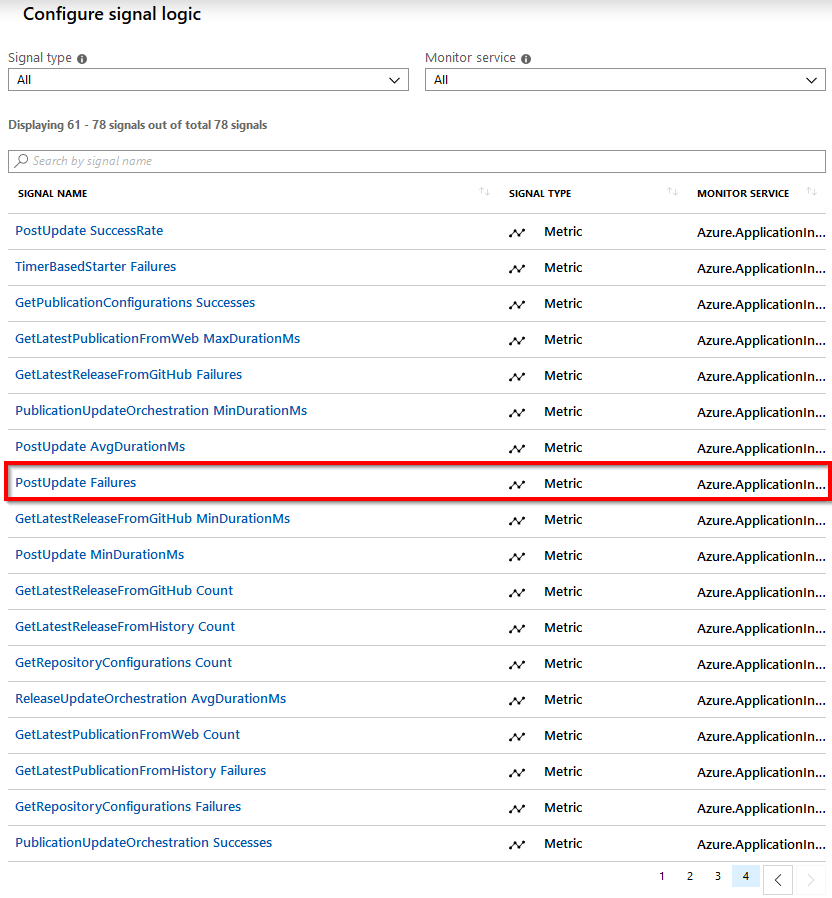 Configure signal logic
Signal type
Monitor service
All
All
Displaying 61 - 78 signals out of total 78 signals
Search by signal name
SIGNAL NAME SIGNAL TYPE MONITOR SERVICE
PostUpdate SuccessRate Metric Azure.ApplicationIn...
TimerBasedStarter Failures Metric Azure.ApplicationIn...
GetPublicationConfigurations Successes Metric Azure.ApplicationIn...
GetLatestPublicationFromWeb MaxDurationMs Metric Azure.ApplicationIn...
GetLatestReleaseFromGitHub Failures Metric Azure.ApplicationIn...
PublicationUpdateOrchestration MinDurationMs Metric Azure.ApplicationIn...
PostUpdate AvgDurationMs Metric Azure.ApplicationIn...
PostUpdate Failures Metric Azure.ApplicationIn...
GetLatestReleaseFromGitHub MinDurationMs Metric Azure.ApplicationIn...
PostUpdate MinDurationMs Metric Azure.ApplicationIn...
GetLatestReleaseFromGitHub Count Metric Azure.ApplicationIn...
GetLatestReleaseFromHistory Count Metric Azure.ApplicationIn...
GetRepositoryConfigurations Count Metric Azure.ApplicationIn...
ReleaseUpdateOrchestration AvgDurationMs Metric Azure.ApplicationIn...
GetLatestPublicationFromWeb Count Metric Azure.ApplicationIn...
GetLatestPublicationFromHistory Failures Metric Azure.ApplicationIn...
GetRepositoryConfigurations Failures Metric Azure.ApplicationIn...
PublicationUpdateOrchestration Successes Metric Azure.ApplicationIn...
1 2 3 4